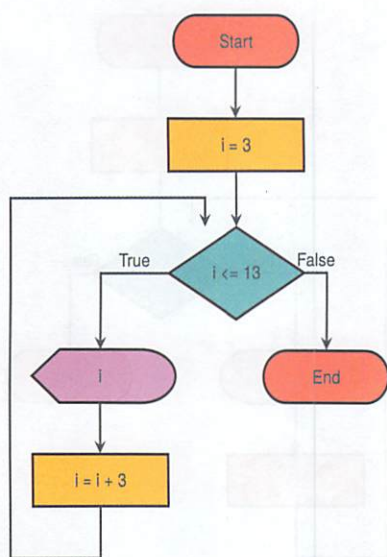 Start
i = 3
i <= 13
True
False
i
End
i = i + 3